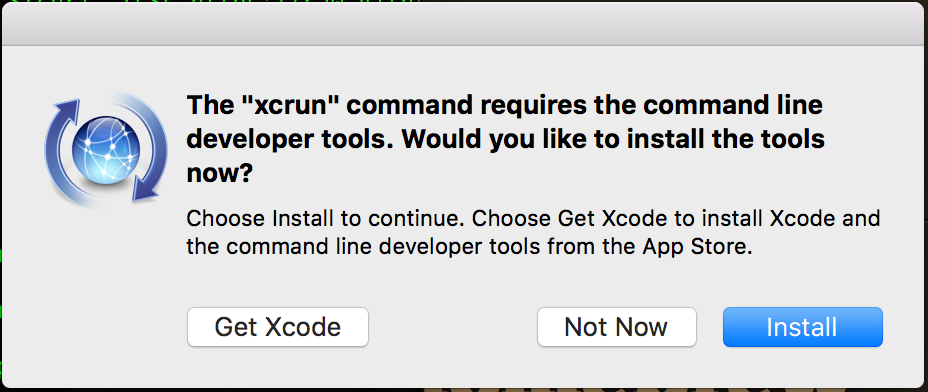 The "xcrun" command requires the command line
developer tools. Would you like to install the tools
now?
Choose Install to continue. Choose Get Xcode to install Xcode and
the command line developer tools from the App Store.
Get Xcode
Not Now
Install